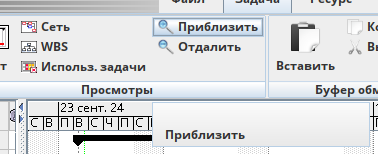 Файл Задача Ресурс
Сеть Приблизить
WBS Отдалить
Использ. задачи Вставить
Просмотры Буфер обм
23 сент. 24
С В П В С Ч П С
Приблизить